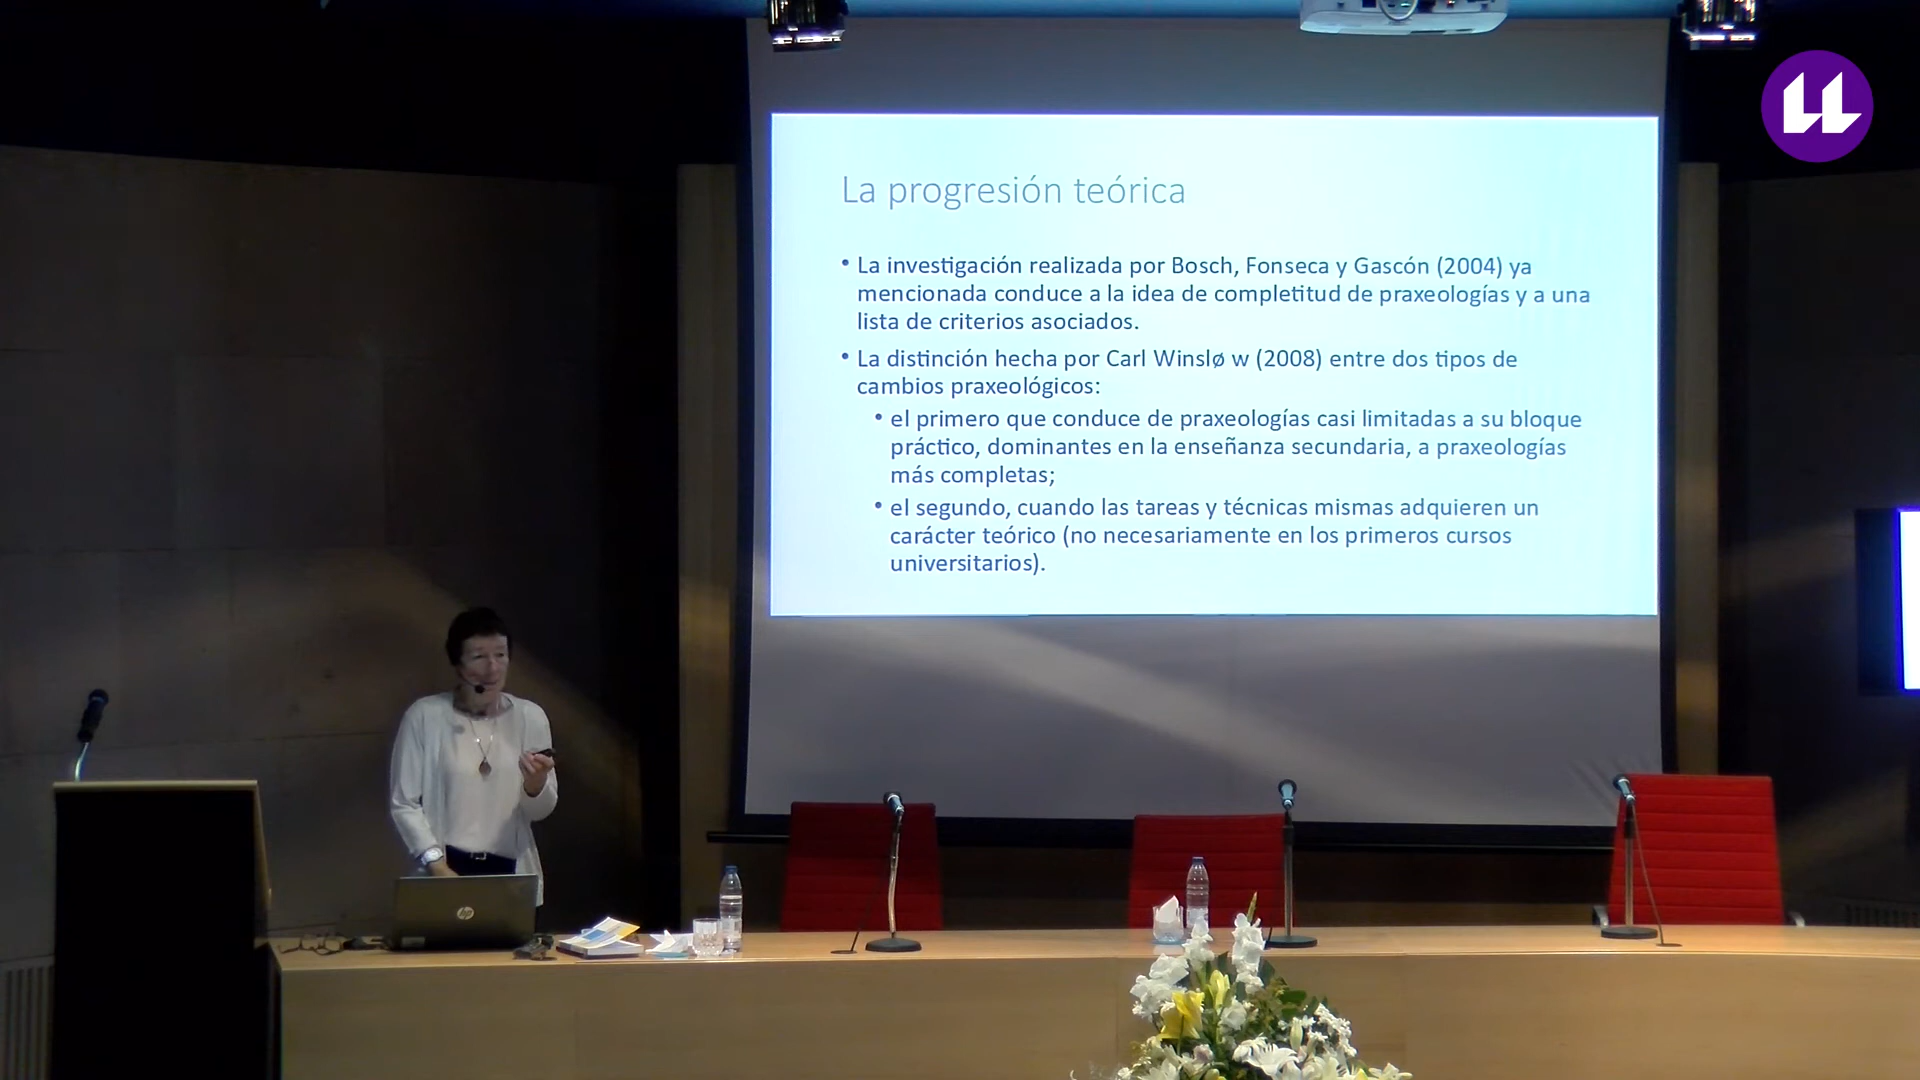 La progresión teórica
• La investigación realizada por Bosch, Fonseca y Gascón (2004) ya
mencionada conduce a la idea de completitud de praxeologías y a una
lista de criterios asociados.
• La distinción hecha por Carl Winslø w (2008) entre dos tipos de
cambios praxeológicos:
• el primero que conduce de praxeologías casi limitadas a su bloque
práctico, dominantes en la enseñanza secundaria, a praxeologías
más completas;
• el segundo, cuando las tareas y técnicas mismas adquieren un
carácter teórico (no necesariamente en los primeros cursos
universitarios).
hp